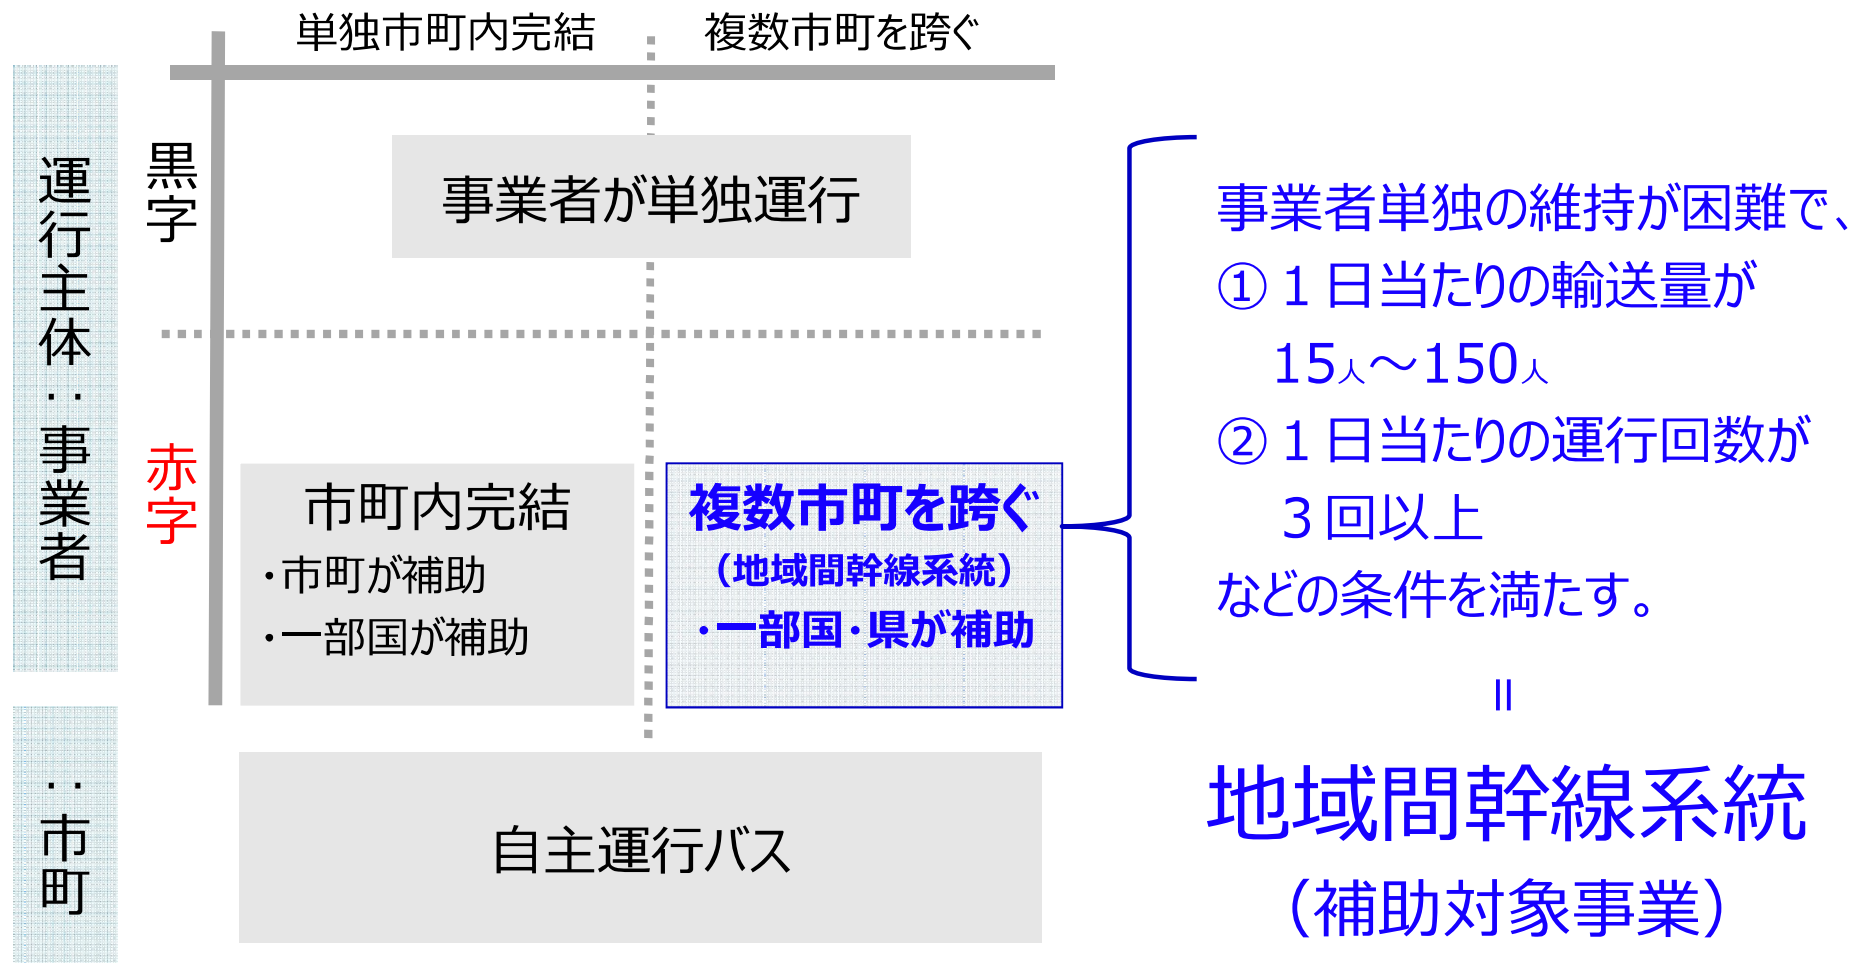 単独市町内完結
複数市町を跨ぐ
運行主体：事業者
黒字
事業者が単独運行
赤字
市町内完結
・市町が補助
・一部国が補助
複数市町を跨ぐ
（地域間幹線系統）
・一部国・県が補助
：市町
自主運行バス
事業者単独の維持が困難で、
①１日当たりの輸送量が
15人～150人
②１日当たりの運行回数が
３回以上
などの条件を満たす。
＝
地域間幹線系統
（補助対象事業）